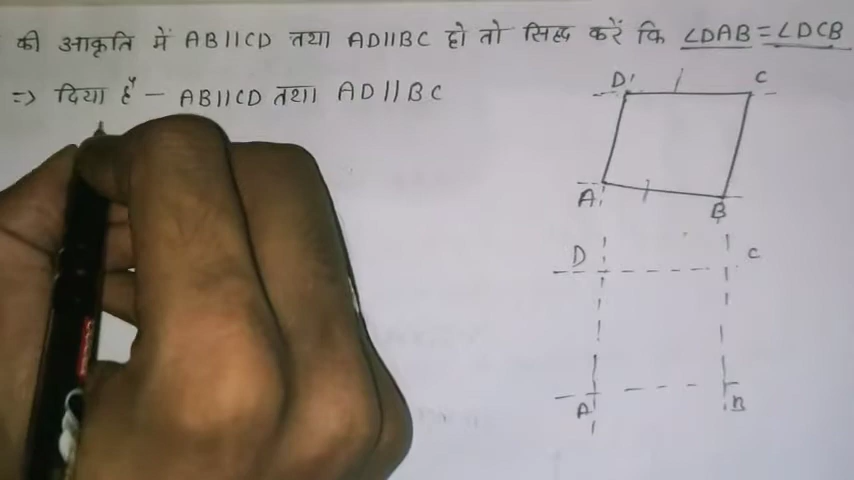 की आकृति में AB||CD तथा AD||BC हो तो सिद्ध करें कि ∠DAB = ∠DCB
=> दिया है - AB||CD तथा AD||BC
D C
A B
D C
A B